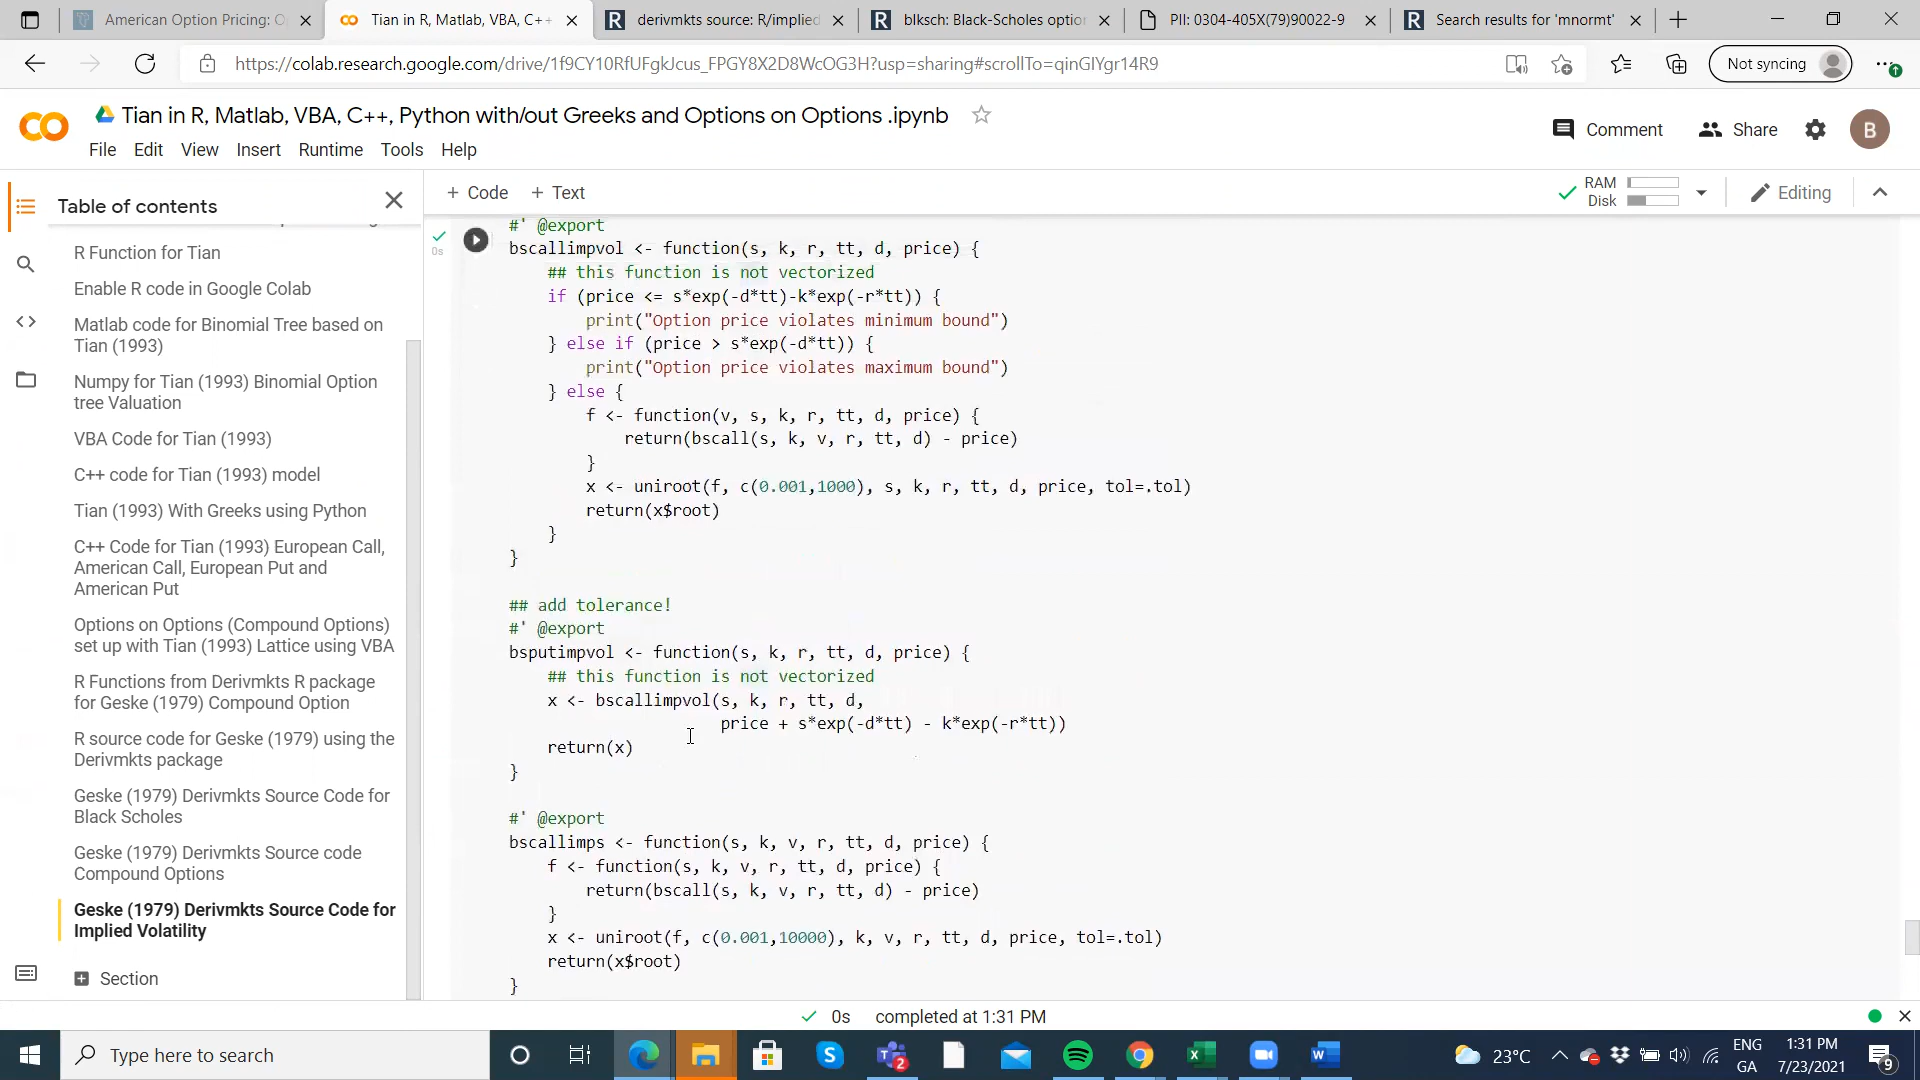 American Option Pricing: O
Tian in R, Matlab, VBA, C++
derivmkts source: R/implied
blksch: Black-Scholes option
PII: 0304-405X(79)90022-9
Search results for 'mnormt'
https://colab.research.google.com/drive/1f9CY10RfUFgkJcus_FPGY8X2D8WcOG3H?usp=sharing#scrollTo=qinGlYgr14R9
Not syncing
Tian in R, Matlab, VBA, C++, Python with/out Greeks and Options on Options .ipynb
Comment
Share
B
File Edit View Insert Runtime Tools Help
Table of contents
+ Code + Text
RAM
Disk
Editing
R Function for Tian
Enable R code in Google Colab
Matlab code for Binomial Tree based on
Tian (1993)
Numpy for Tian (1993) Binomial Option
tree Valuation
VBA Code for Tian (1993)
C++ code for Tian (1993) model
Tian (1993) With Greeks using Python
C++ Code for Tian (1993) European Call,
American Call, European Put and
American Put
Options on Options (Compound Options)
set up with Tian (1993) Lattice using VBA
R Functions from Derivmkts R package
for Geske (1979) Compound Option
R source code for Geske (1979) using the
Derivmkts package
Geske (1979) Derivmkts Source Code for
Black Scholes
Geske (1979) Derivmkts Source code
Compound Options
Geske (1979) Derivmkts Source Code for
Implied Volatility
Section
0s
#' @export
bscallimpvol <- function(s, k, r, tt, d, price) {
## this function is not vectorized
if (price <= s*exp(-d*tt)-k*exp(-r*tt)) {
print("Option price violates minimum bound")
} else if (price > s*exp(-d*tt)) {
print("Option price violates maximum bound")
} else {
f <- function(v, s, k, r, tt, d, price) {
return(bscall(s, k, v, r, tt, d) - price)
}
x <- uniroot(f, c(0.001,1000), s, k, r, tt, d, price, tol=.tol)
return(x$root)
}
}
## add tolerance!
#' @export
bsputimpvol <- function(s, k, r, tt, d, price) {
## this function is not vectorized
x <- bscallimpvol(s, k, r, tt, d,
price + s*exp(-d*tt) - k*exp(-r*tt))
return(x)
}
#' @export
bscallimps <- function(s, k, v, r, tt, d, price) {
f <- function(s, k, v, r, tt, d, price) {
return(bscall(s, k, v, r, tt, d) - price)
}
x <- uniroot(f, c(0.001,10000), k, v, r, tt, d, price, tol=.tol)
return(x$root)
}
0s completed at 1:31 PM
Type here to search
2
23°C
ENG
GA
1:31 PM
7/23/2021
9